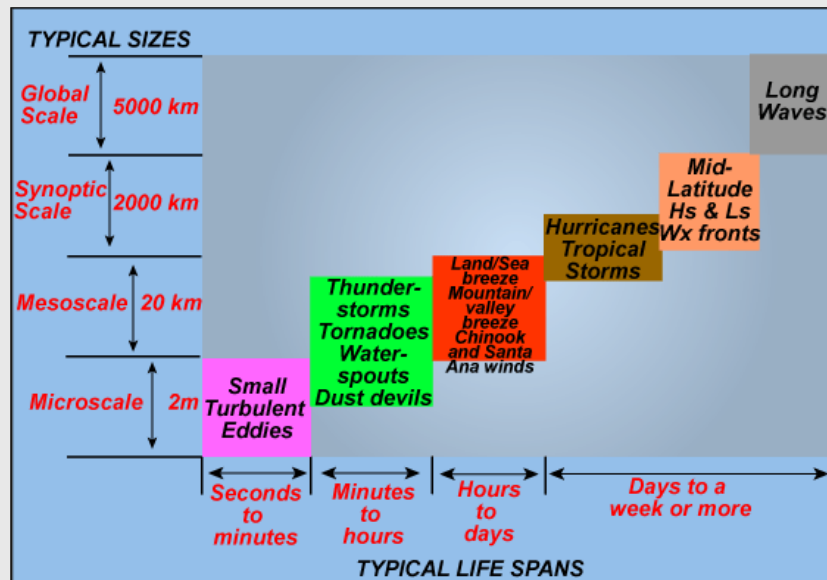 TYPICAL SIZES
Global
Scale
5000 km
Synoptic
Scale
2000 km
Mesoscale
20 km
Microscale
2m
Long
Waves
Mid-
Latitude
Hs & Ls
Wx fronts
Hurricanes
Tropical
Storms
Land/Sea
breeze
Mountain/
valley
breeze
Chinook
and Santa
Ana winds
Thunder-
storms
Tornadoes
Water-
spouts
Dust devils
Small
Turbulent
Eddies
Seconds
to
minutes
Minutes
to
hours
Hours
to
days
Days to a
week or more
TYPICAL LIFE SPANS